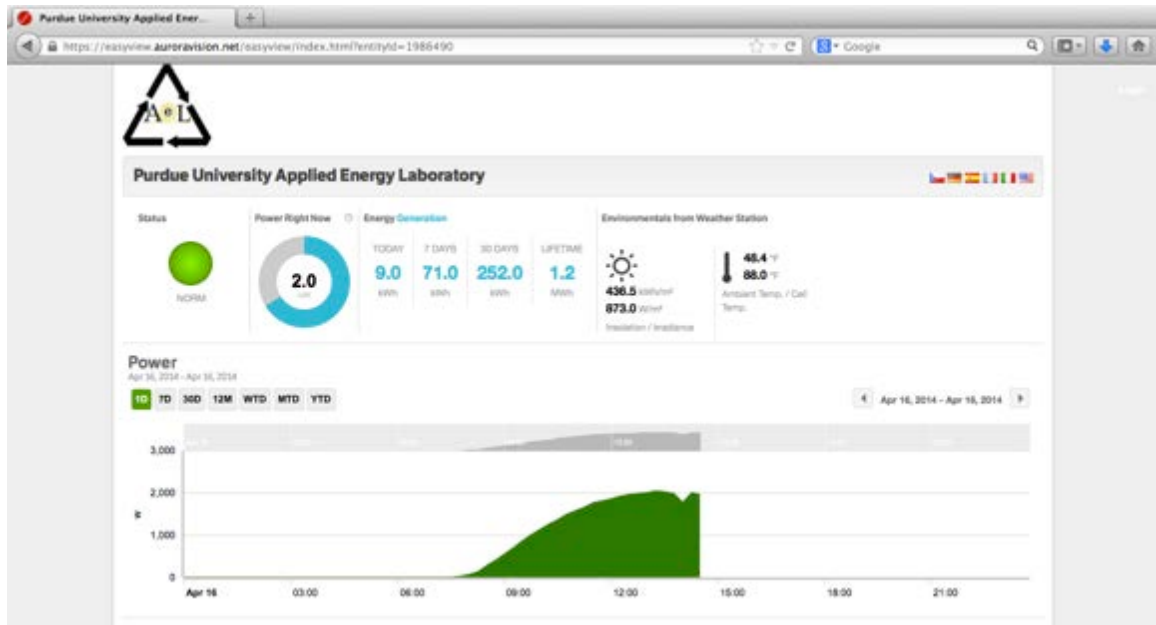 Purdue University Applied Ener...
https://easyview.auroravision.net/easyview/index.html?entityId=1986490
Google
AeL
Purdue University Applied Energy Laboratory
Status
Power Right Now
Energy Generation
Environmentals from Weather Station
TODAY 7 DAYS 30 DAYS LIFETIME
2.0
9.0 71.0 252.0 1.2
kWh kWh kWh MWh
NORM
436.5 kWh/m²
873.0 W/m²
Insolation / Irradiance
48.4 °F
88.0 °F
Ambient Temp. / Cell
Temp.
Power
Apr 16, 2014 - Apr 16, 2014
1D 7D 30D 12M WTD MTD YTD
Apr 16, 2014 - Apr 16, 2014
3,000
2,000
W
1,000
0
Apr 16 03:00 06:00 09:00 12:00 15:00 18:00 21:00